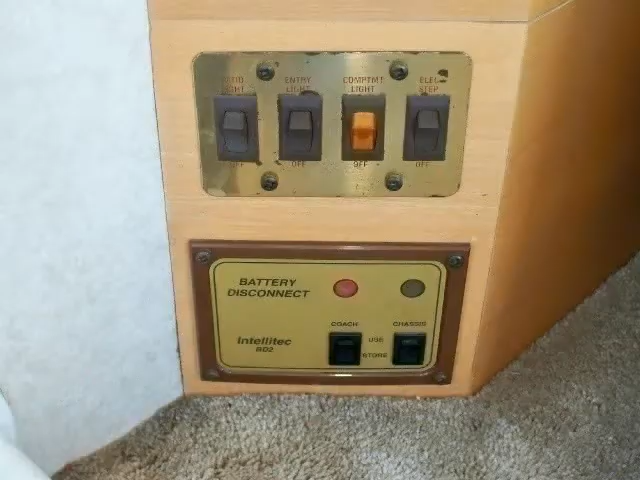 ENTRY
LIGHT
COMPTMT
LIGHT
ELEC
STEP
OFF
OFF
OFF
OFF
BATTERY
DISCONNECT
Intellitec
BD2
COACH
CHASSIS
USE
STORE